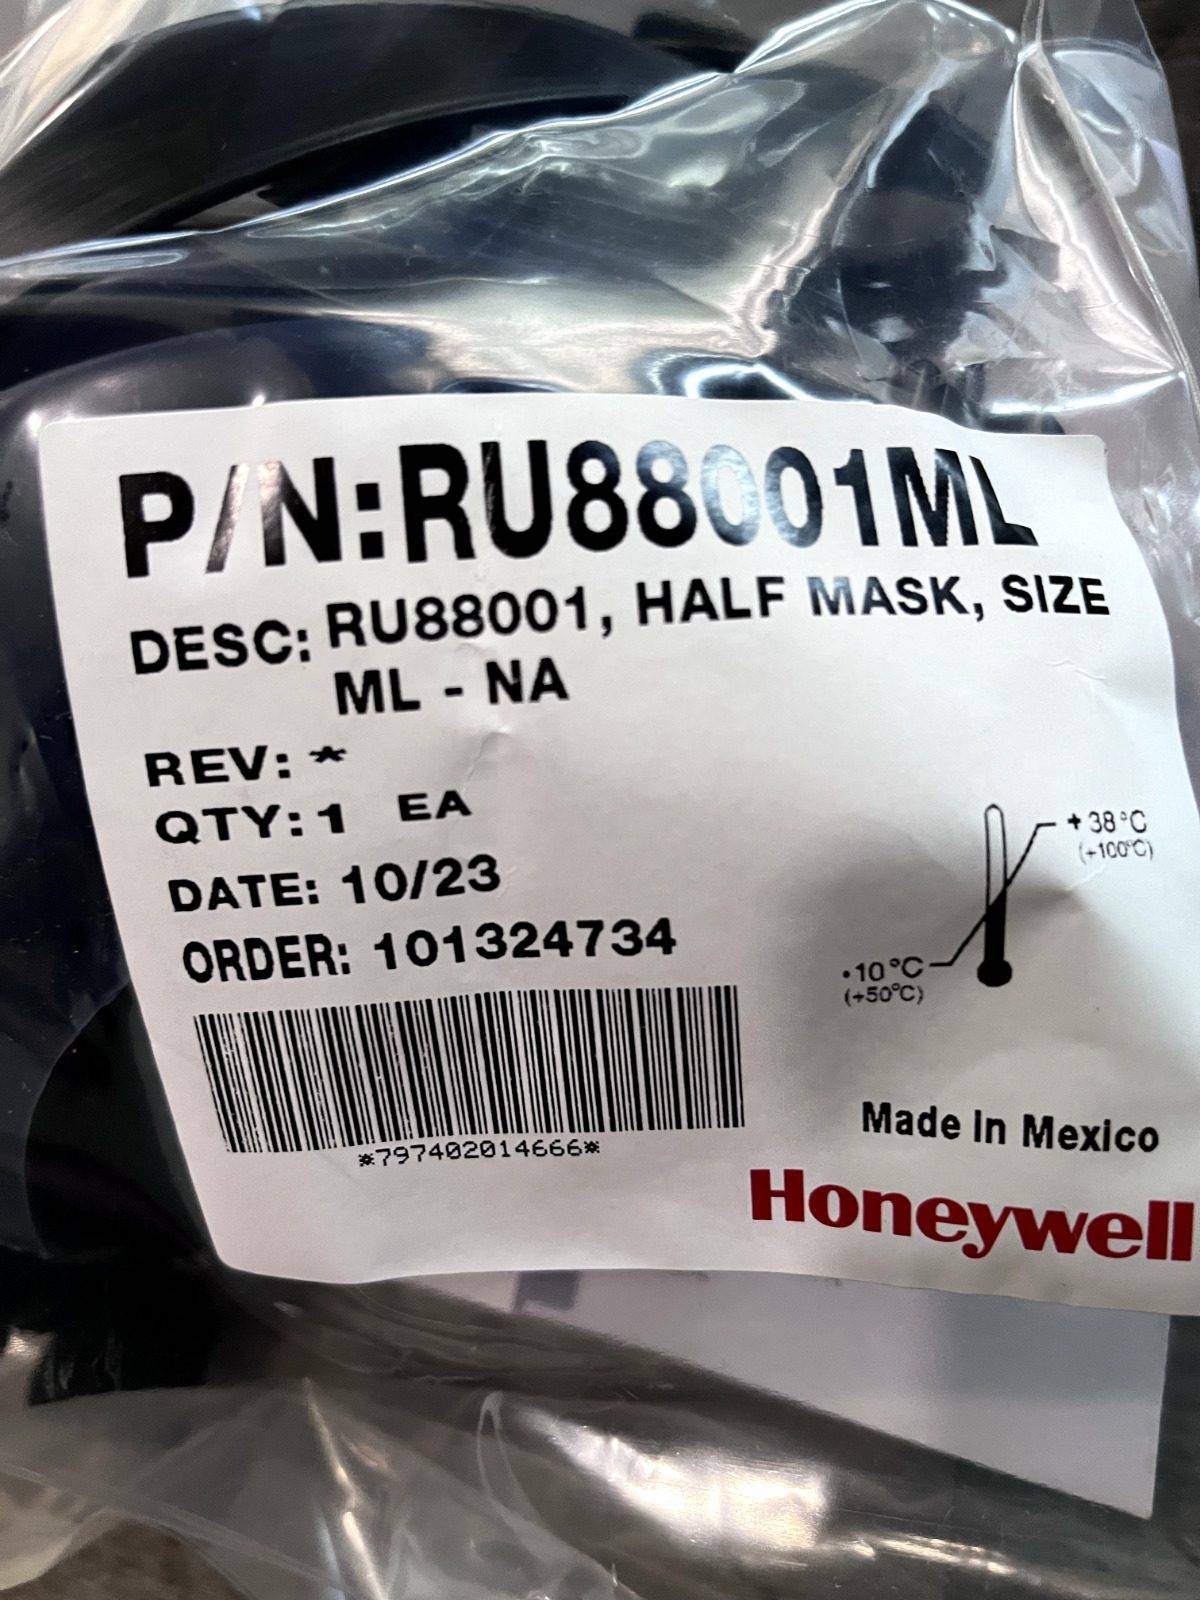 P/N:RU88001ML
DESC: RU88001, HALF MASK, SIZE
ML - NA
REV: *
QTY: 1 EA
DATE: 10/23
ORDER: 101324734
*797402014666*
+38°C
(+100°C)
-10°C
(+50°C)
Made in Mexico
Honeywell